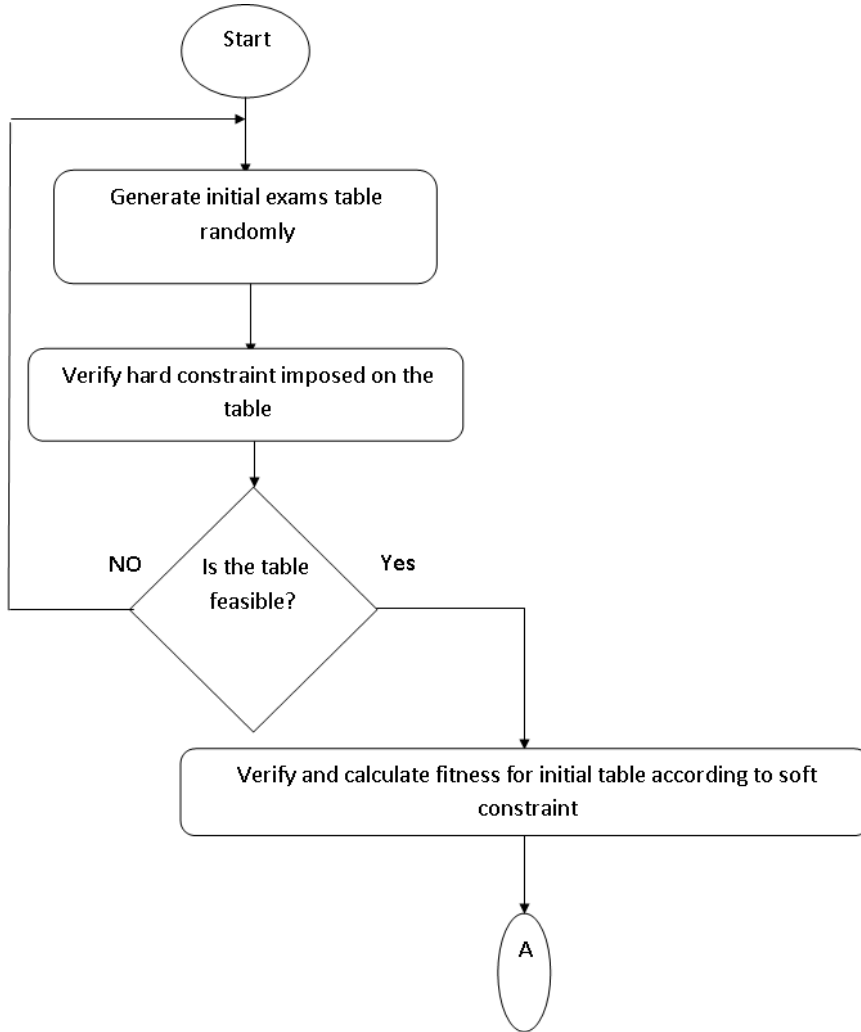 Start
Generate initial exams table
randomly
Verify hard constraint imposed on the
table
NO
Yes
Is the table
feasible?
Verify and calculate fitness for initial table according to soft
constraint
A